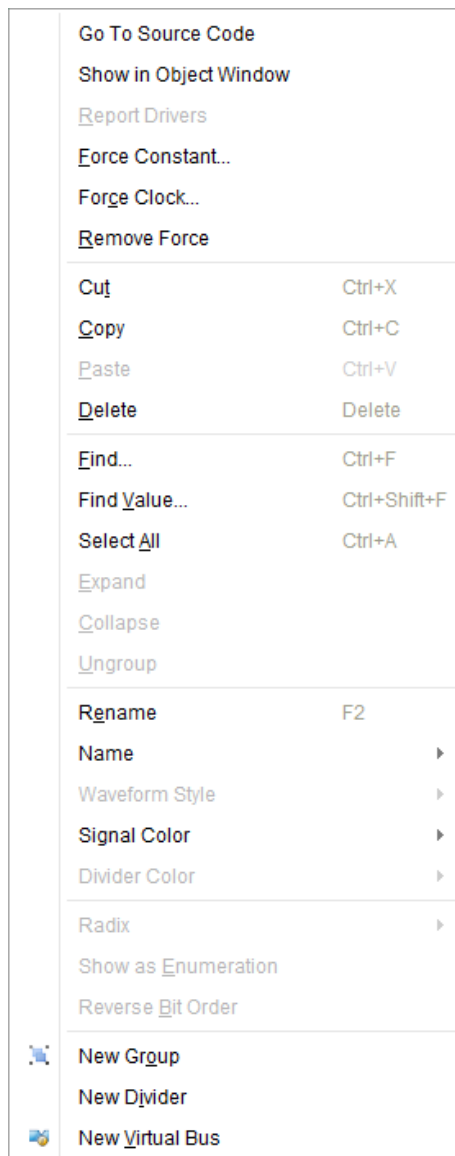 Go To Source Code
Show in Object Window
Report Drivers
Force Constant...
Force Clock...
Remove Force
Cut Ctrl+X
Copy Ctrl+C
Paste Ctrl+V
Delete Delete
Find... Ctrl+F
Find Value... Ctrl+Shift+F
Select All Ctrl+A
Expand
Collapse
Ungroup
Rename F2
Name
Waveform Style
Signal Color
Divider Color
Radix
Show as Enumeration
Reverse Bit Order
New Group
New Divider
New Virtual Bus